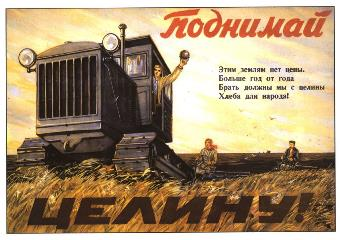 Поднимай
Этим землям нет цены.
Больше год от года
Брать должны мы с целины
Хлеба для народа!
ЦЕЛИНУ!